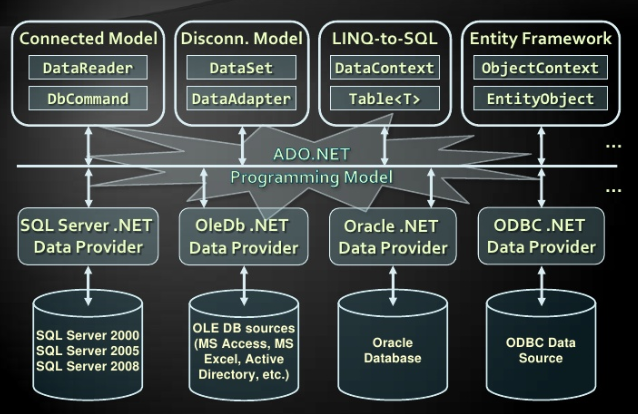 Connected Model
DataReader
DbCommand
Disconn. Model
DataSet
DataAdapter
LINQ-to-SQL
DataContext
Table<T>
Entity Framework
ObjectContext
EntityObject
...
ADO.NET
Programming Model
...
SQL Server .NET
Data Provider
OleDb .NET
Data Provider
Oracle .NET
Data Provider
ODBC .NET
Data Provider
SQL Server 2000
SQL Server 2005
SQL Server 2008
OLE DB sources
(MS Access, MS
Excel, Active
Directory, etc.)
Oracle
Database
ODBC Data
Source